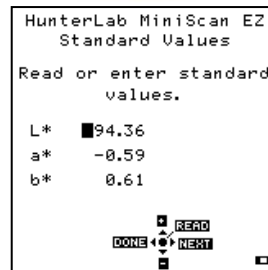 HunterLab MiniScan EZ
Standard Values
Read or enter standard
values.
L* 94.36
a* -0.59
b* 0.61
+
READ
DONE NEXT
-